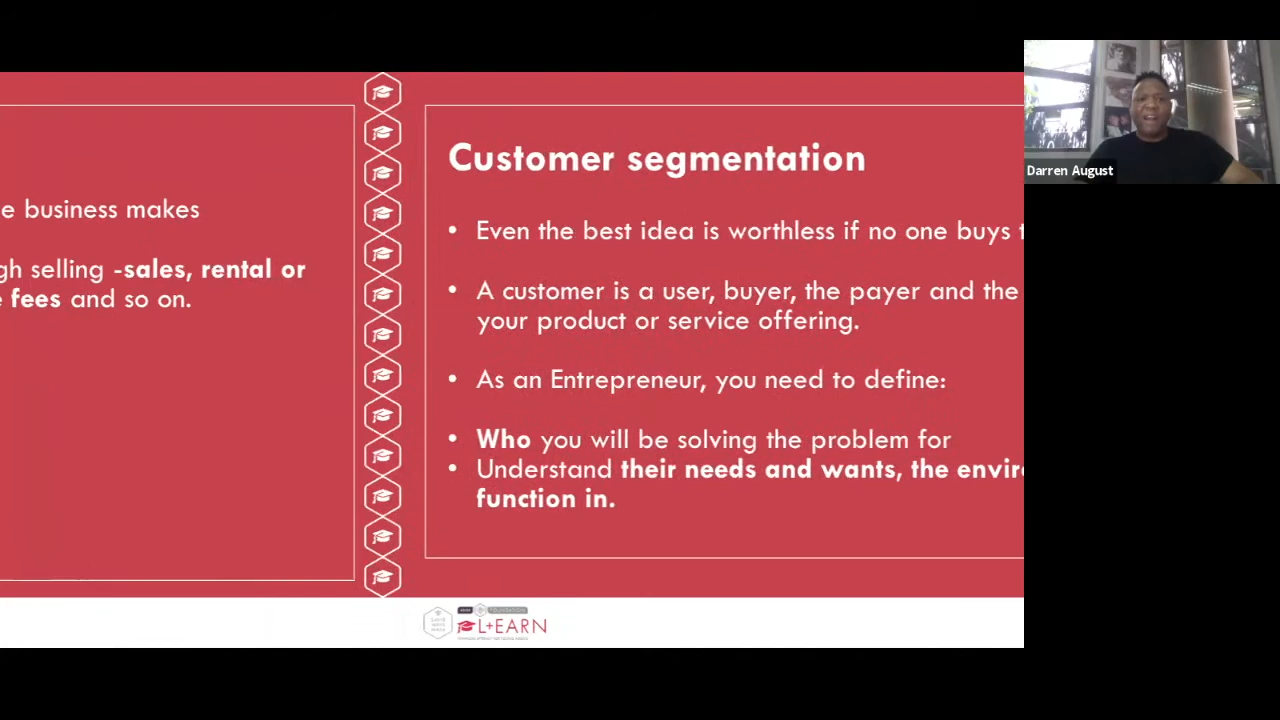 e business makes
gh selling -sales, rental or
e fees and so on.
Customer segmentation
• Even the best idea is worthless if no one buys t
• A customer is a user, buyer, the payer and the
your product or service offering.
• As an Entrepreneur, you need to define:
• Who you will be solving the problem for
• Understand their needs and wants, the enviro
function in.
FOUNDATION
L+EARN
Darren August